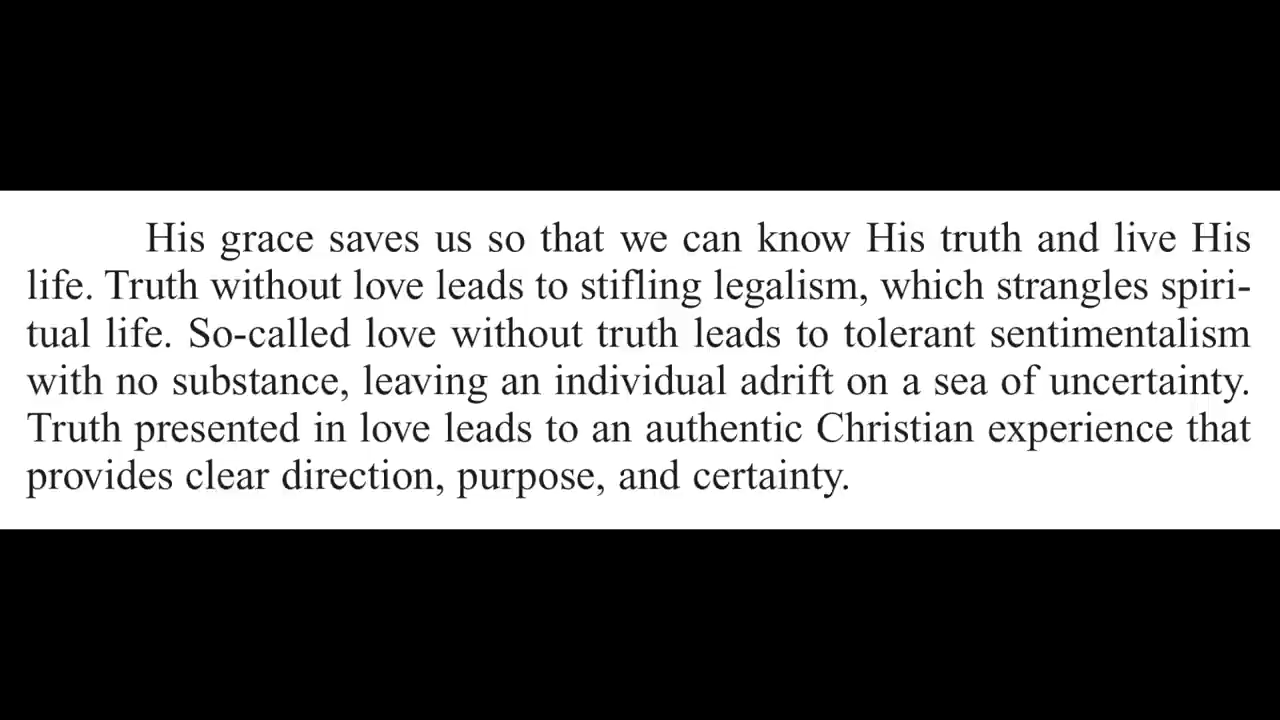 His grace saves us so that we can know His truth and live His
life. Truth without love leads to stifling legalism, which strangles spiri-
tual life. So-called love without truth leads to tolerant sentimentalism
with no substance, leaving an individual adrift on a sea of uncertainty.
Truth presented in love leads to an authentic Christian experience that
provides clear direction, purpose, and certainty.